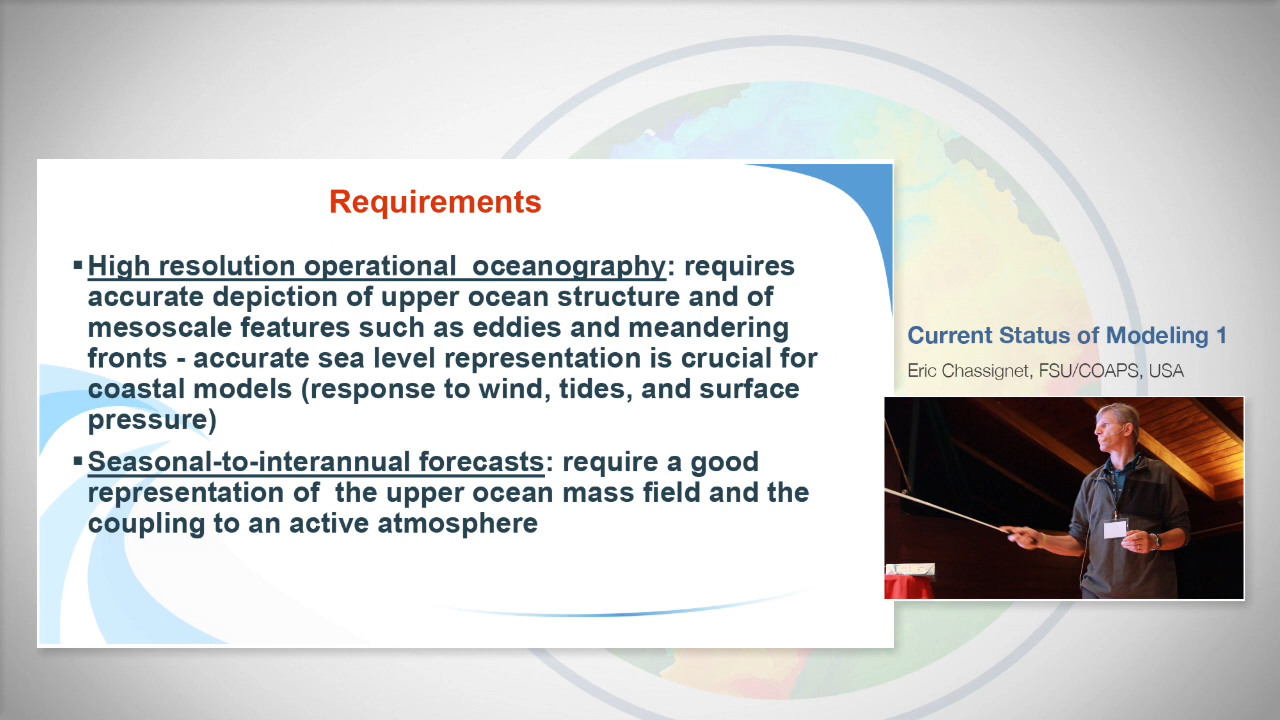 Requirements
▪High resolution operational oceanography: requires
accurate depiction of upper ocean structure and of
mesoscale features such as eddies and meandering
fronts - accurate sea level representation is crucial for
coastal models (response to wind, tides, and surface
pressure)
▪Seasonal-to-interannual forecasts: require a good
representation of the upper ocean mass field and the
coupling to an active atmosphere
Current Status of Modeling 1
Eric Chassignet, FSU/COAPS, USA